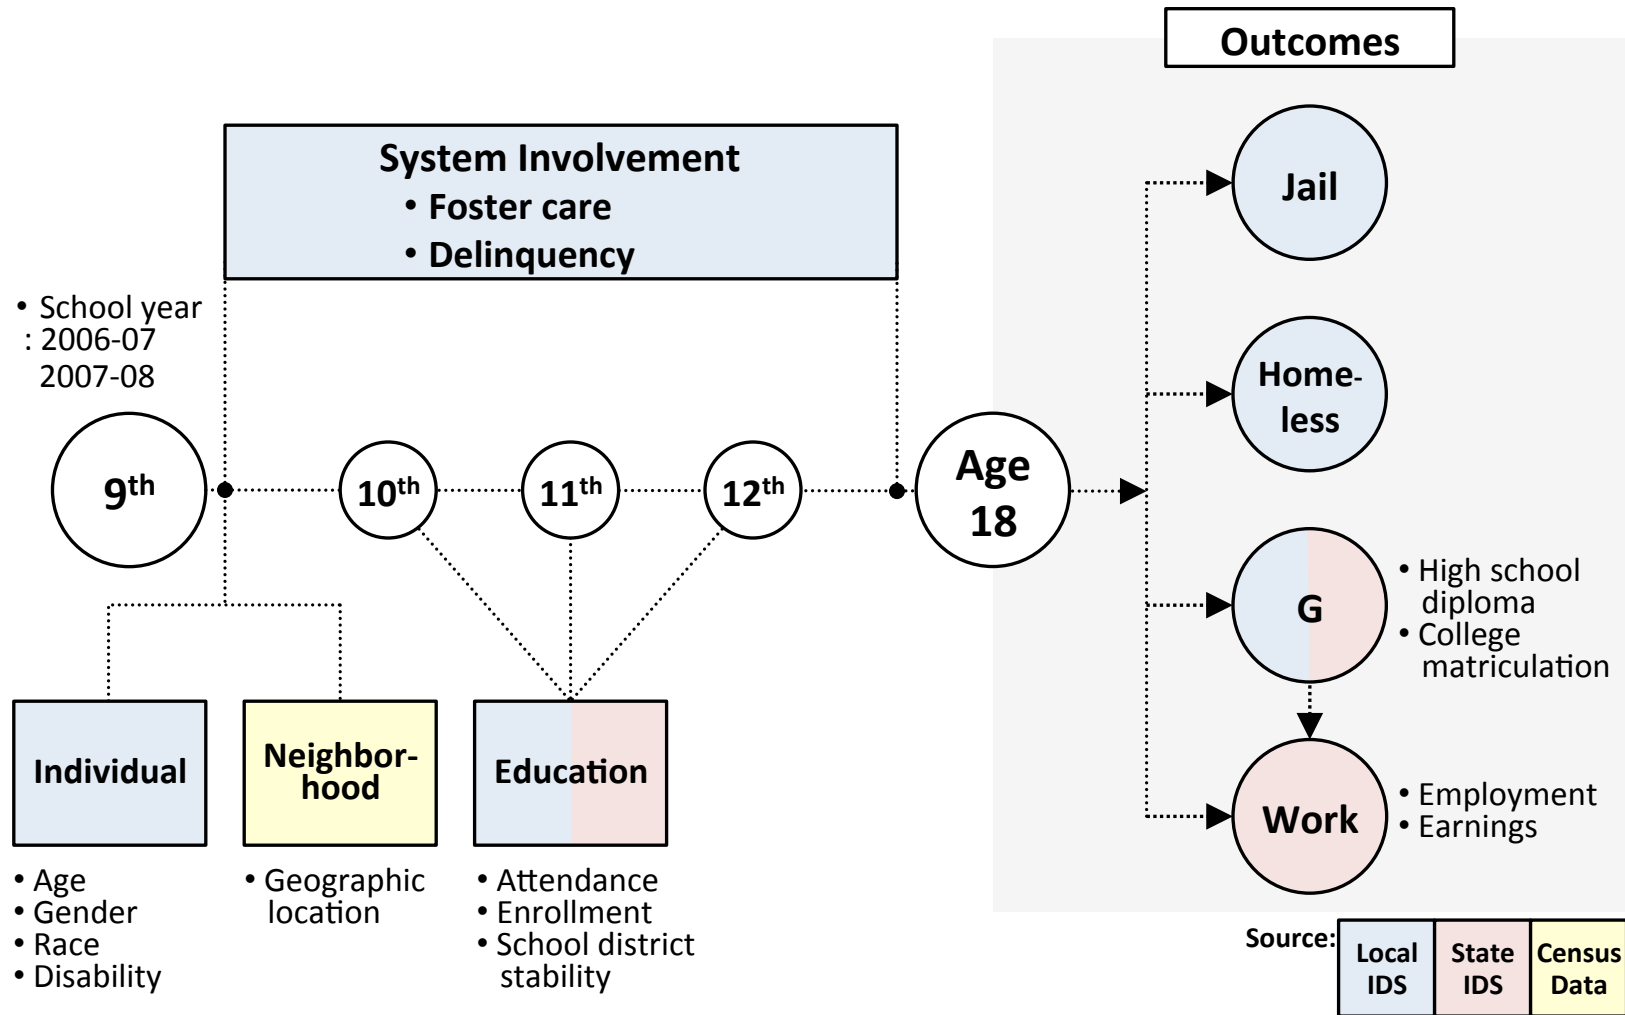 Outcomes
System Involvement
• Foster care
• Delinquency
Jail
• School year
: 2006-07
2007-08
Home-
less
9th
10th
11th
12th
Age
18
G
• High school
diploma
• College
matriculation
Individual
Neighbor-
hood
Education
Work
• Employment
• Earnings
• Age
• Gender
• Race
• Disability
• Geographic
location
• Attendance
• Enrollment
• School district
stability
Source:
Local
IDS
State
IDS
Census
Data